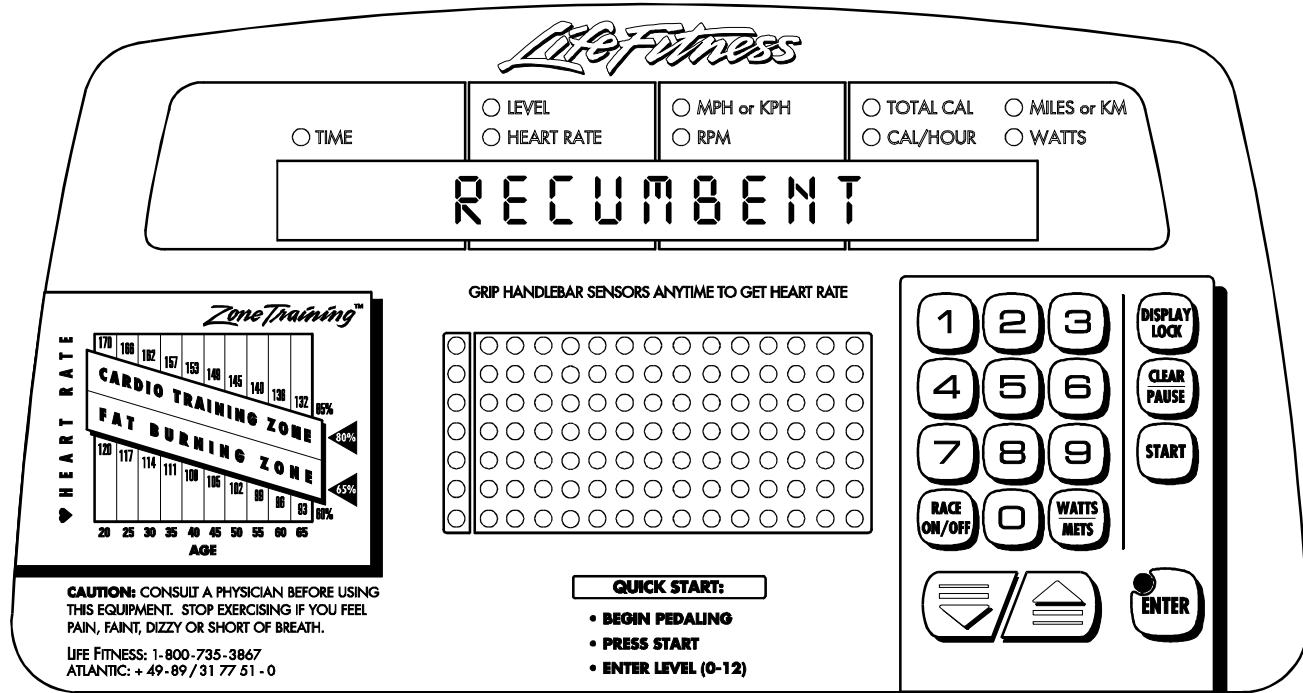 Life Fitness
LEVEL
MPH or KPH
TOTAL CAL
MILES or KM
TIME
HEART RATE
RPM
CAL/HOUR
WATTS
RECUMBENT
Zone Training™
HEART RATE
170 166 162 157 153 149 145 140 136 132 85%
CARDIO TRAINING ZONE
80%
FAT BURNING ZONE
65%
120 117 114 111 108 105 102 99 96 93 60%
20 25 30 35 40 45 50 55 60 65
AGE
CAUTION: CONSULT A PHYSICIAN BEFORE USING
THIS EQUIPMENT. STOP EXERCISING IF YOU FEEL
PAIN, FAINT, DIZZY OR SHORT OF BREATH.
LIFE FITNESS: 1-800-735-3867
ATLANTIC: + 49-89 / 31 77 51 - 0
GRIP HANDLEBAR SENSORS ANYTIME TO GET HEART RATE
QUICK START:
• BEGIN PEDALING
• PRESS START
• ENTER LEVEL (0-12)
1 2 3
DISPLAY
LOCK
4 5 6
CLEAR
PAUSE
7 8 9
START
RACE
ON/OFF
0
WATTS
METS
ENTER